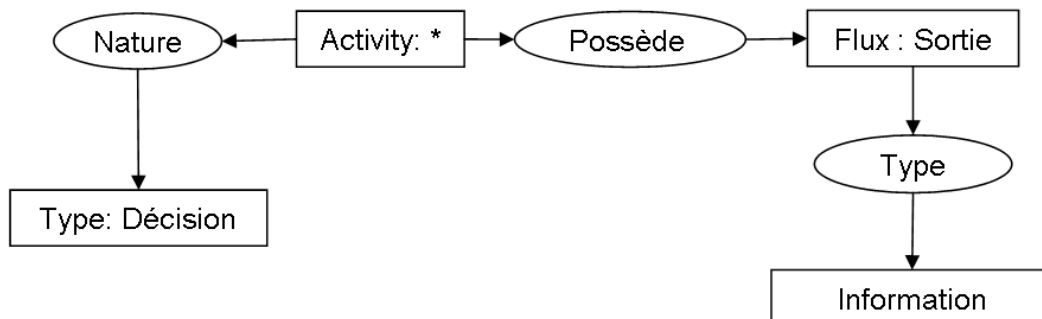 Nature
Activity: *
Possède
Flux : Sortie
Type
Type: Décision
Information